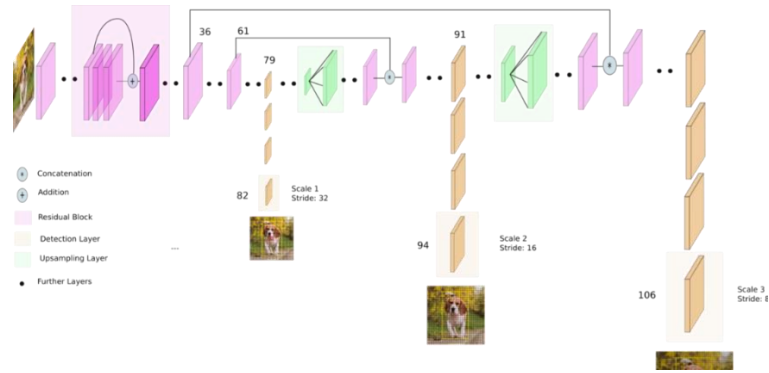 36
61
79
91
82
Scale 1
Stride: 32
94
Scale 2
Stride: 16
106
Scale 3
Stride:
Concatenation
Addition
Residual Block
Detection Layer
...
Upsampling Layer
Further Layers